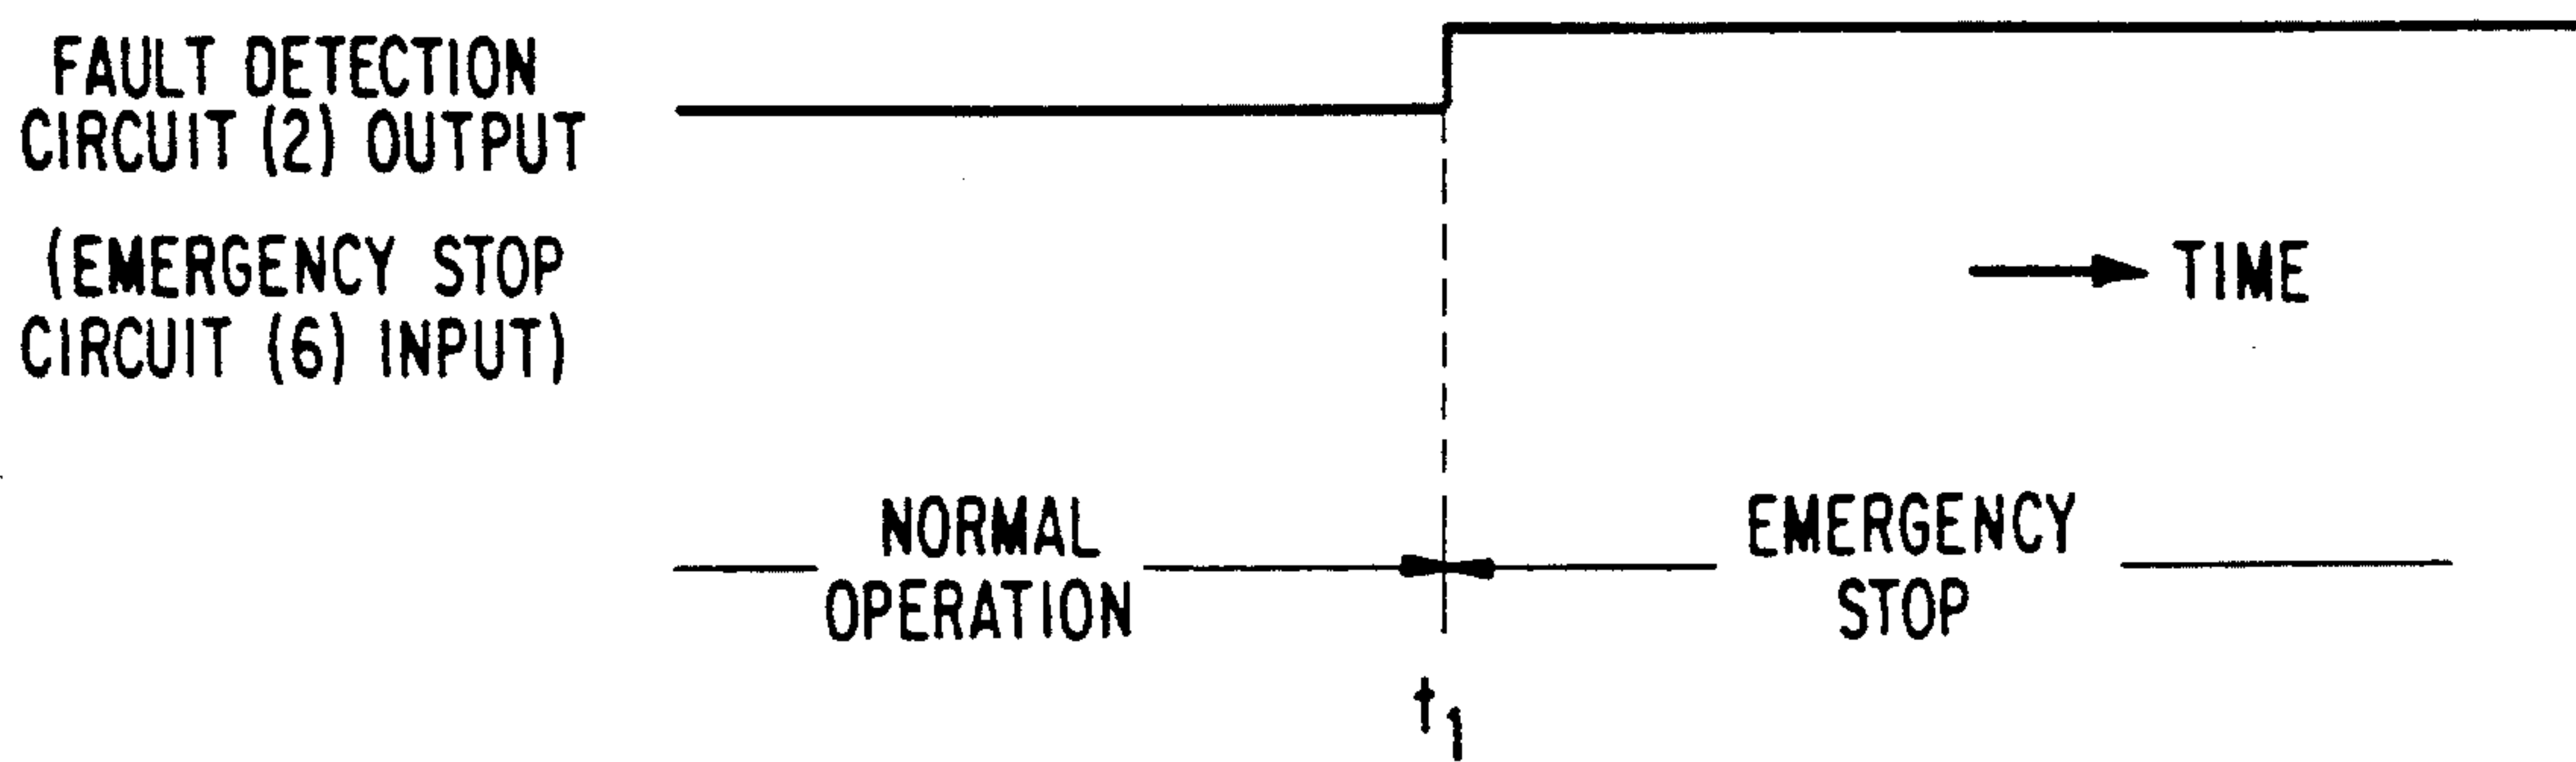 FAULT DETECTION
CIRCUIT (2) OUTPUT
(EMERGENCY STOP
CIRCUIT (6) INPUT)
TIME
NORMAL
OPERATION
EMERGENCY
STOP
t1